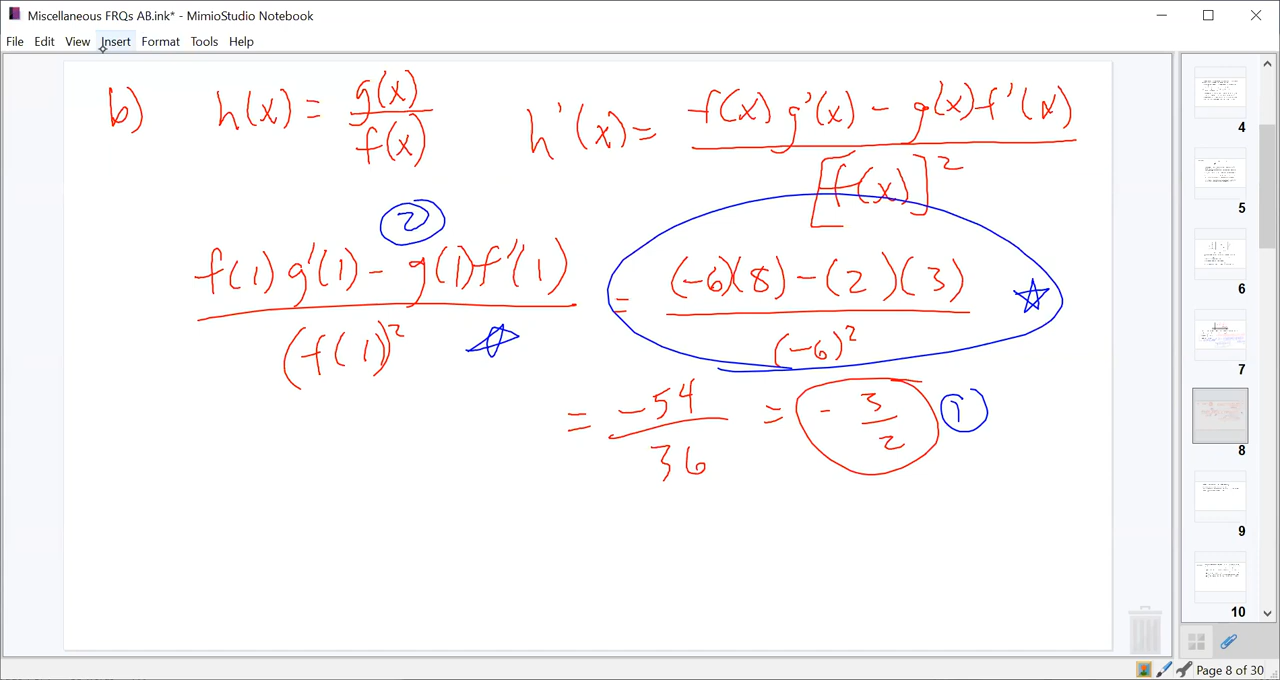 Miscellaneous FRQs AB.ink* - MimioStudio Notebook
File Edit View Insert Format Tools Help
b) h(x) = g(x)/f(x) h'(x) = f(x)g'(x) - g(x)f'(x) / [f(x)]^2
2
f(1)g'(1) - g(1)f'(1) / (f(1)^2 = (-6)(8) - (2)(3) / (-6)^2
= -54/36 = -3/2 1
4
5
6
7
8
9
10
Page 8 of 30